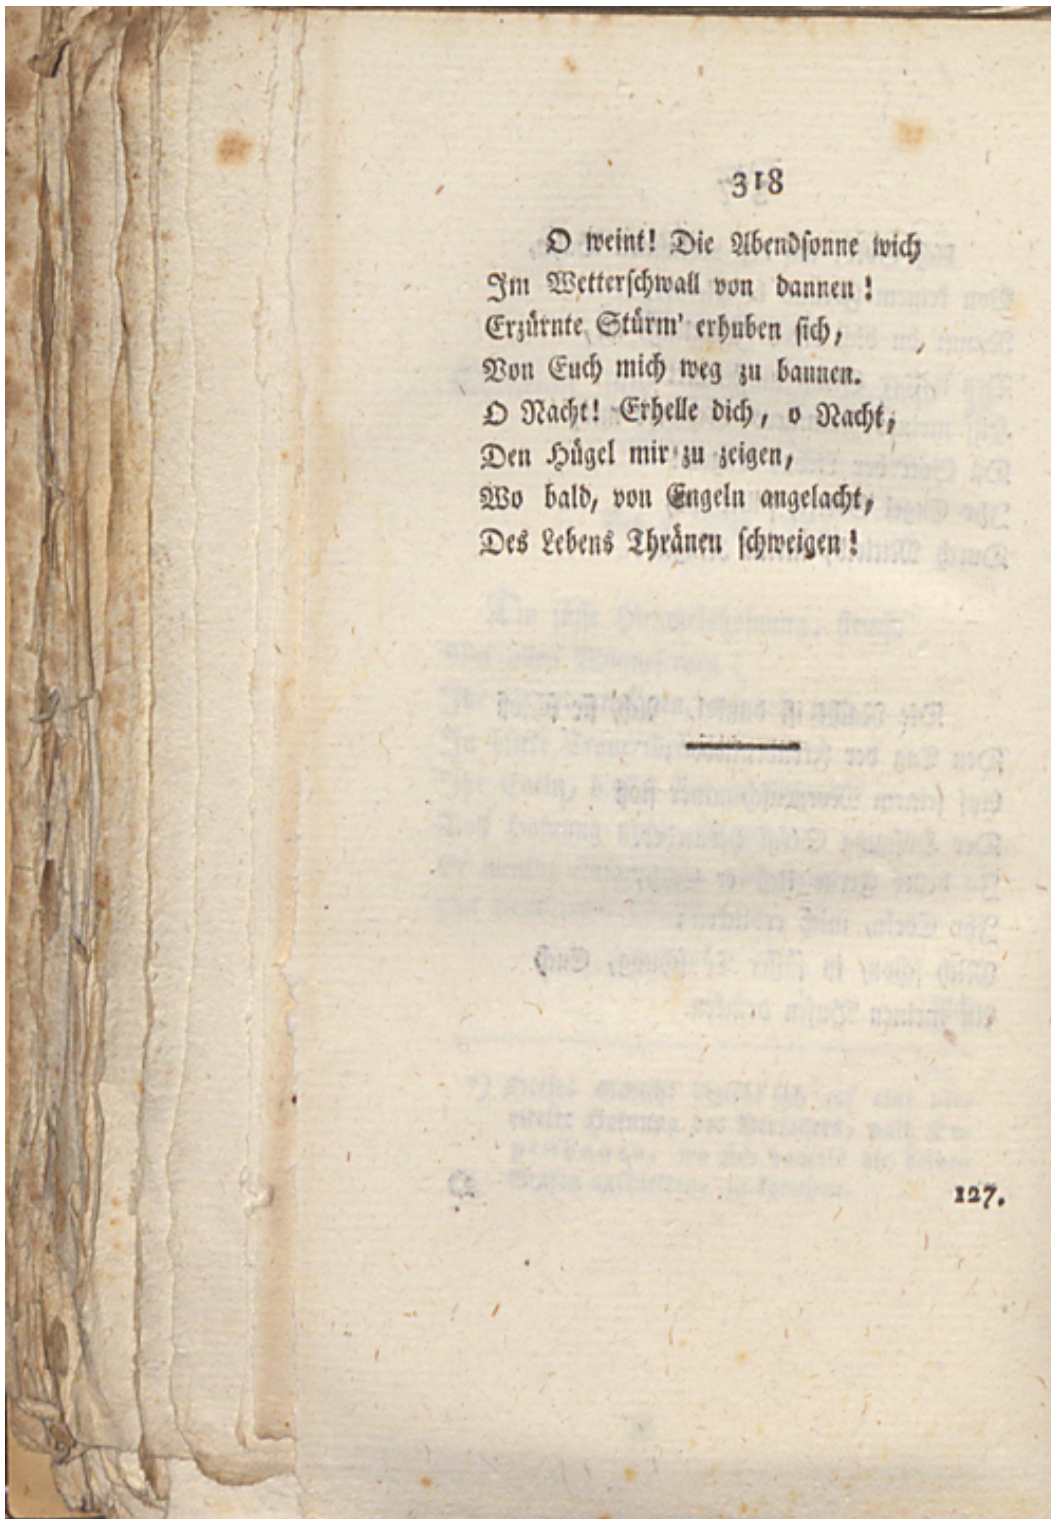 318
O weint! Die Abendsonne wich
Im Wetterschwall von dannen!
Erzürnte Stürm' erhuben sich,
Von Euch mich weg zu bannen.
O Nacht! Erhelle dich, o Nacht,
Den Hügel mir zu zeigen,
Wo bald, von Engeln angelacht,
Des Lebens Thränen schweigen!
127.